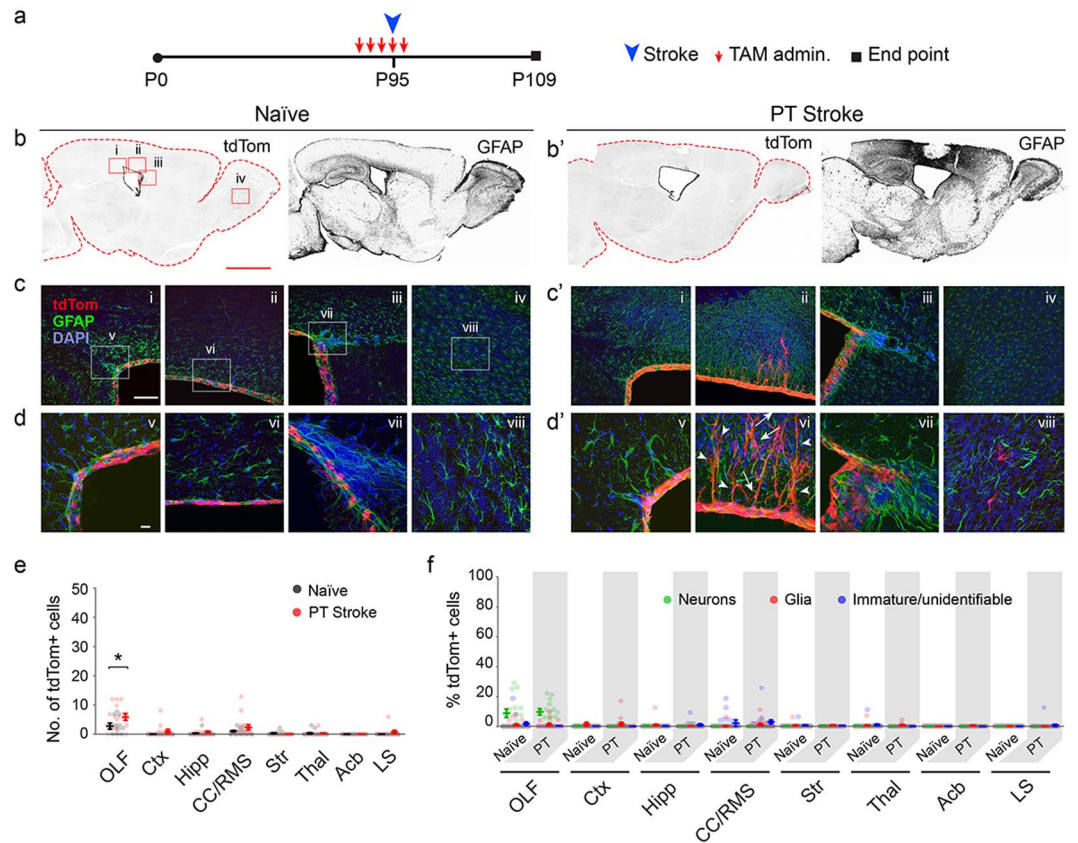 a
P0
P95
P109
Stroke
TAM admin.
End point
Naïve
PT Stroke
b
i
ii
iii
iv
tdTom
GFAP
b'
tdTom
GFAP
c
tdTom
GFAP
DAPI
i
v
ii
vi
iii
vii
iv
viii
c'
i
ii
iii
iv
d
v
vi
vii
viii
d'
v
vi
vii
viii
e
No. of tdTom+ cells
50
40
30
20
10
0
Naïve
PT Stroke
*
OLF
Ctx
Hipp
CC/RMS
Str
Thal
Acb
LS
f
% tdTom+ cells
100
80
60
40
20
0
Neurons
Glia
Immature/unidentifiable
Naïve
PT
Naïve
PT
Naïve
PT
Naïve
PT
Naïve
PT
Naïve
PT
Naïve
PT
Naïve
PT
OLF
Ctx
Hipp
CC/RMS
Str
Thal
Acb
LS